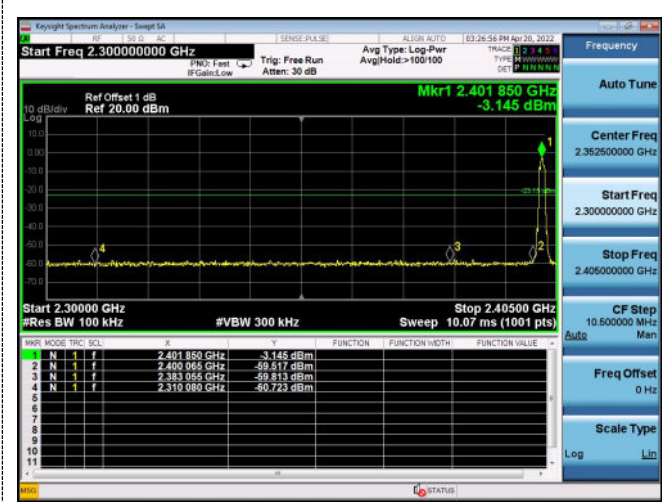 Keysight Spectrum Analyzer - Swept SA
RF 50 Ω AC SENSE:PULSE ALIGN AUTO 03:26:56 PM Apr 20, 2022
Start Freq 2.300000000 GHz
PNO: Fast
IFGain:Low
Trig: Free Run
Atten: 30 dB
Avg Type: Log-Pwr
Avg|Hold:>100/100
TRACE 1 2 3 4 5 6
TYPE M WWWWW
DET P NNNNN
Ref Offset 1 dB
10 dB/div Ref 20.00 dBm
Log
Mkr1 2.401 850 GHz
-3.145 dBm
10.0
0.00
-10.0
-20.0
-30.0
-40.0
-50.0
-60.0
-70.0
-23.15 dBm
1
2
3
4
Start 2.30000 GHz Stop 2.40500 GHz
#Res BW 100 kHz #VBW 300 kHz Sweep 10.07 ms (1001 pts)
MKR MODE TRC SCL X Y FUNCTION FUNCTION WIDTH FUNCTION VALUE
1 N 1 f 2.401 850 GHz -3.145 dBm
2 N 1 f 2.400 065 GHz -59.517 dBm
3 N 1 f 2.383 055 GHz -59.813 dBm
4 N 1 f 2.310 080 GHz -60.723 dBm
5
6
7
8
9
10
11
MSG STATUS
Frequency
Auto Tune
Center Freq
2.352500000 GHz
Start Freq
2.300000000 GHz
Stop Freq
2.405000000 GHz
CF Step
10.500000 MHz
Auto Man
Freq Offset
0 Hz
Scale Type
Log Lin